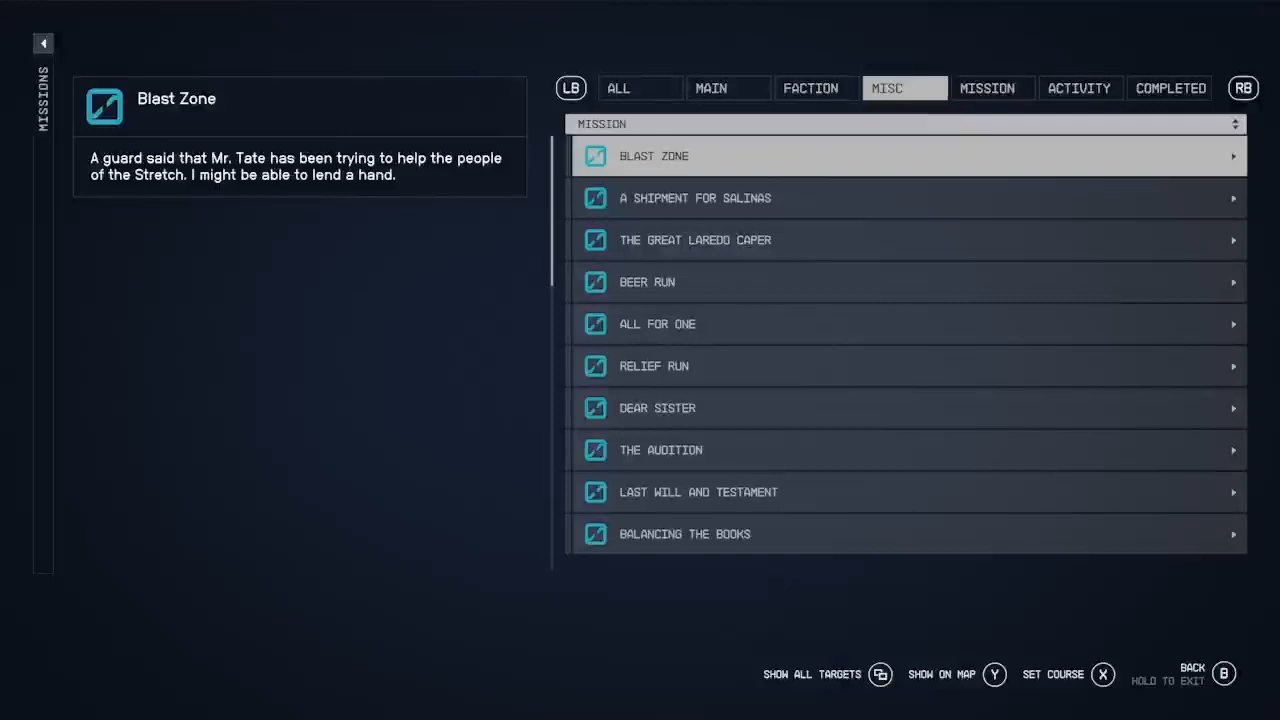 MISSIONS
Blast Zone
A guard said that Mr. Tate has been trying to help the people
of the Stretch. I might be able to lend a hand.
LB ALL MAIN FACTION MISC MISSION ACTIVITY COMPLETED RB
MISSION
BLAST ZONE
A SHIPMENT FOR SALINAS
THE GREAT LAREDO CAPER
BEER RUN
ALL FOR ONE
RELIEF RUN
DEAR SISTER
THE AUDITION
LAST WILL AND TESTAMENT
BALANCING THE BOOKS
SHOW ALL TARGETS SHOW ON MAP Y SET COURSE X BACK B
HOLD TO EXIT